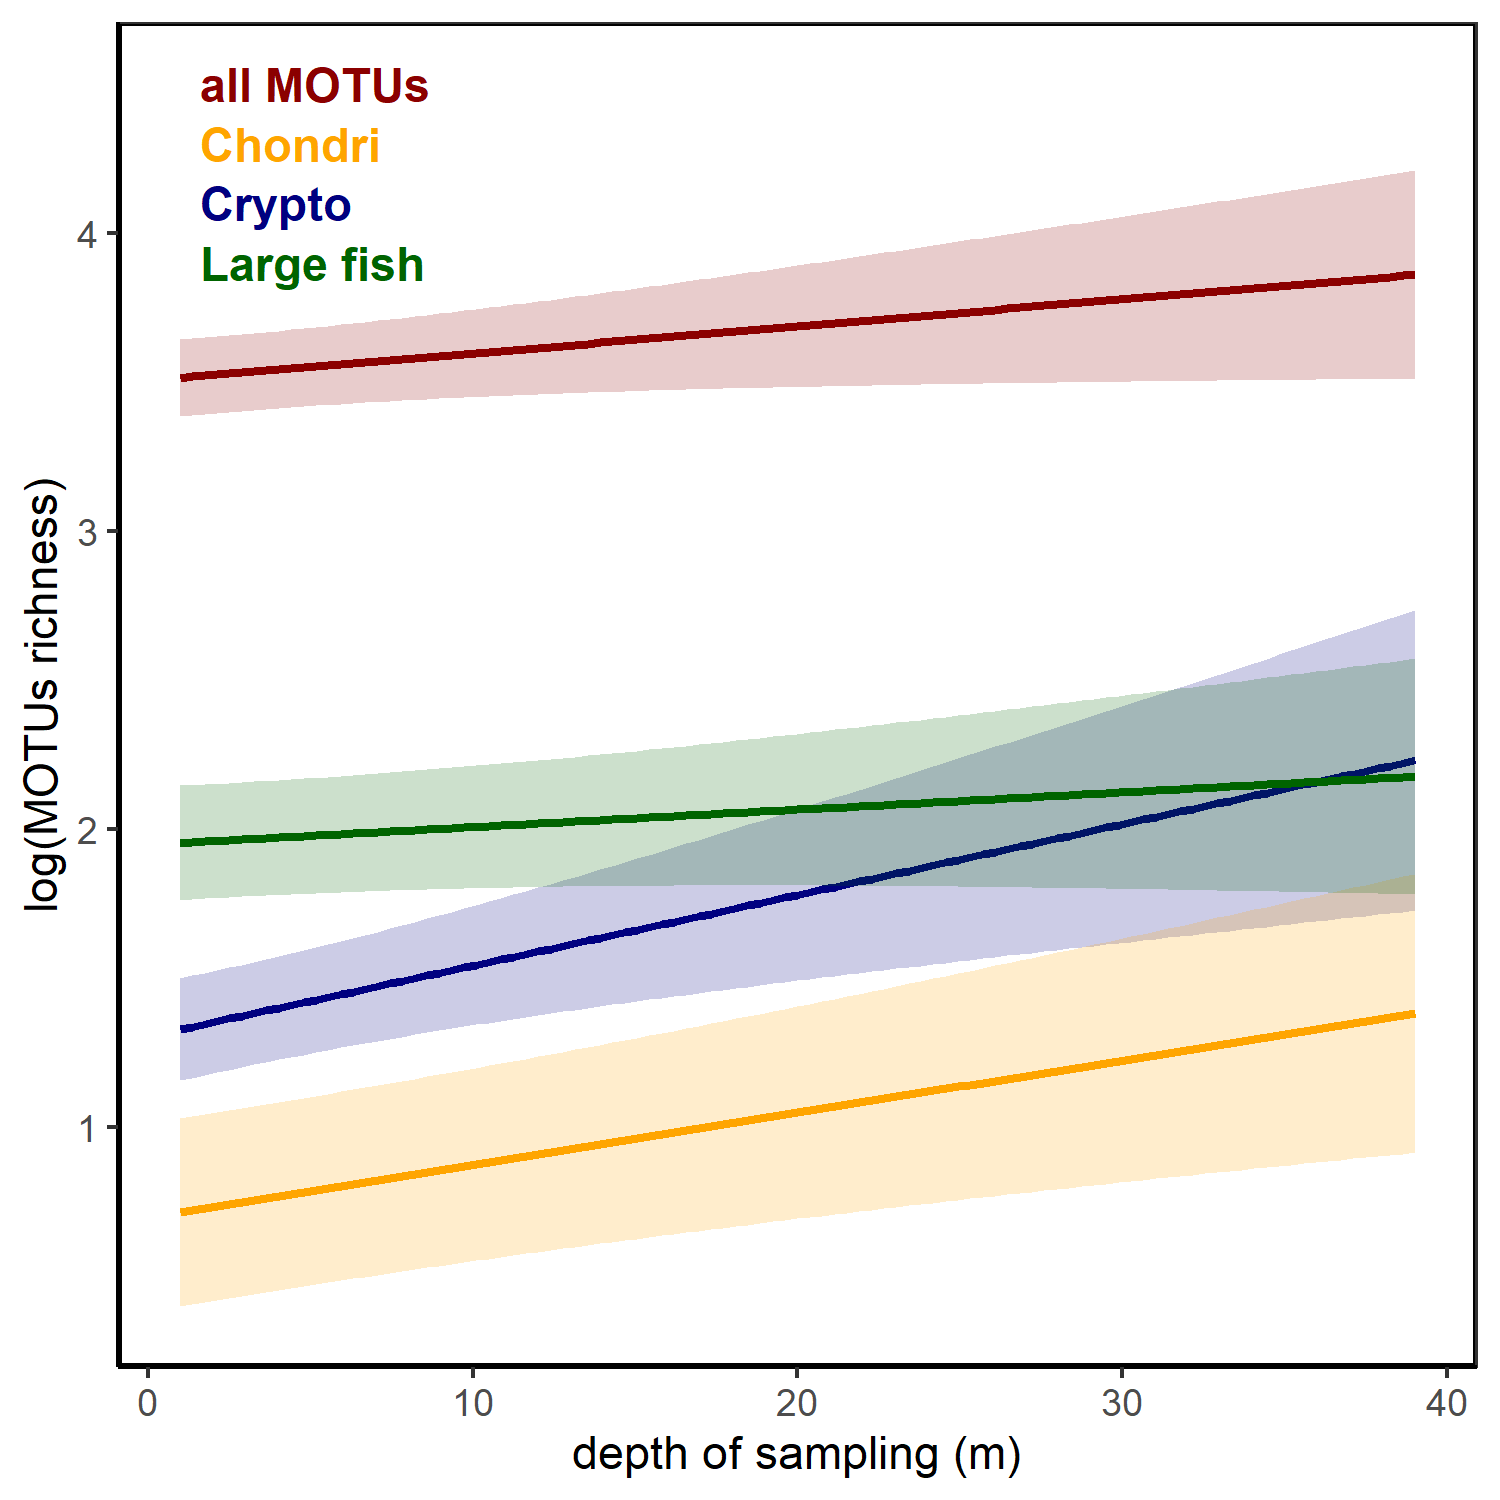 all MOTUs
Chondri
Crypto
Large fish
4
3
2
1
log(MOTUs richness)
0 10 20 30 40
depth of sampling (m)